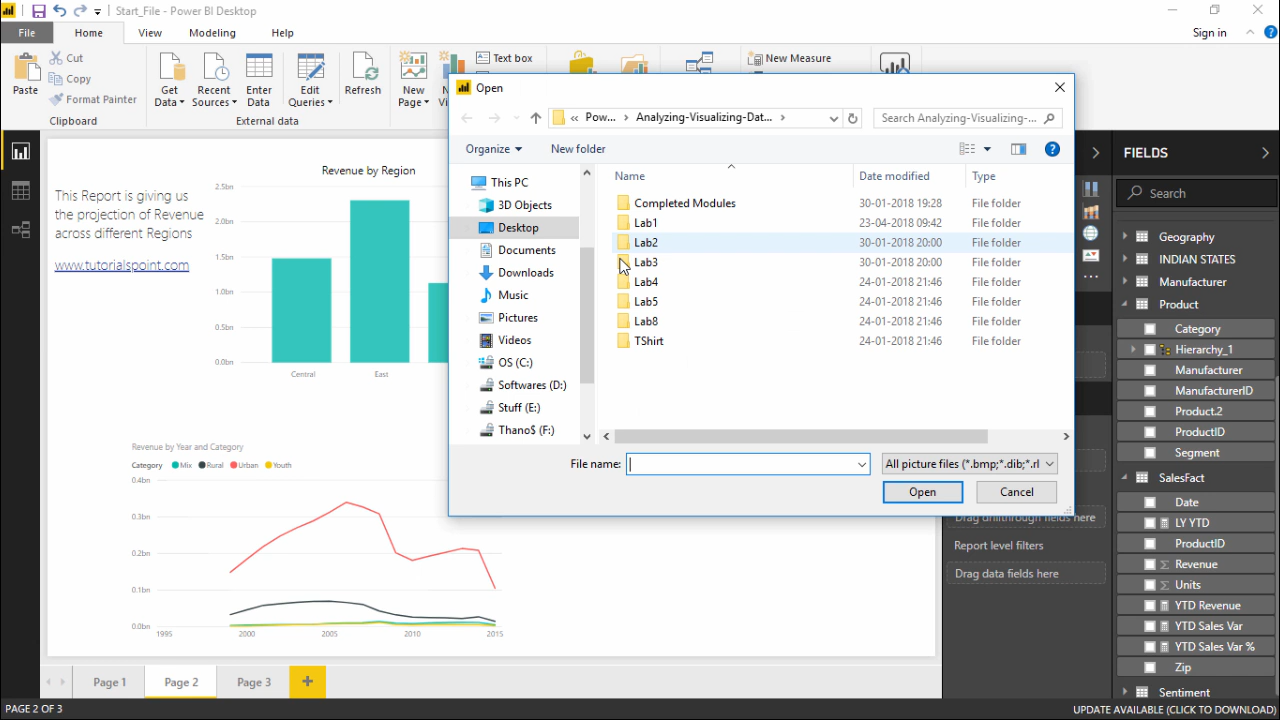 Start_File - Power BI Desktop
File
Home
View
Modeling
Help
Sign in
Paste
Cut
Copy
Format Painter
Clipboard
Get Data
Recent Sources
Enter Data
Edit Queries
External data
Refresh
New Page
Text box
New Measure
This Report is giving us
the projection of Revenue
across different Regions
www.tutorialspoint.com
Revenue by Region
2.5bn
2.0bn
1.5bn
1.0bn
0.5bn
0.0bn
Central
East
Revenue by Year and Category
Category Mix Rural Urban Youth
0.4bn
0.3bn
0.2bn
0.1bn
0.0bn
1995 2000 2005 2010 2015
Open
« Pow... › Analyzing-Visualizing-Dat... ›
Search Analyzing-Visualizing-...
Organize
New folder
This PC
3D Objects
Desktop
Documents
Downloads
Music
Pictures
Videos
OS (C:)
Softwares (D:)
Stuff (E:)
Thano$ (F:)
Name Date modified Type
Completed Modules 30-01-2018 19:28 File folder
Lab1 23-04-2018 09:42 File folder
Lab2 30-01-2018 20:00 File folder
Lab3 30-01-2018 20:00 File folder
Lab4 24-01-2018 21:46 File folder
Lab5 24-01-2018 21:46 File folder
Lab8 24-01-2018 21:46 File folder
TShirt 24-01-2018 21:46 File folder
File name:
All picture files (*.bmp;*.dib;*.rl
Open
Cancel
Drag drillthrough fields here
Report level filters
Drag data fields here
FIELDS
Search
Geography
INDIAN STATES
Manufacturer
Product
Category
Hierarchy_1
Manufacturer
ManufacturerID
Product.2
ProductID
Segment
SalesFact
Date
LY YTD
ProductID
Revenue
Units
YTD Revenue
YTD Sales Var
YTD Sales Var %
Zip
Sentiment
Page 1
Page 2
Page 3
PAGE 2 OF 3
UPDATE AVAILABLE (CLICK TO DOWNLOAD)